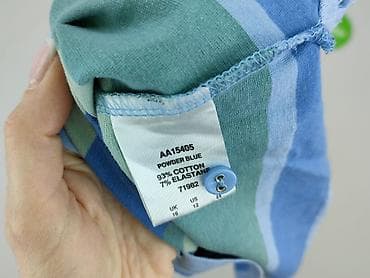 AA15405
POWDER BLUE
93% COTTON
7% ELASTANE
71982
UK US
16 12